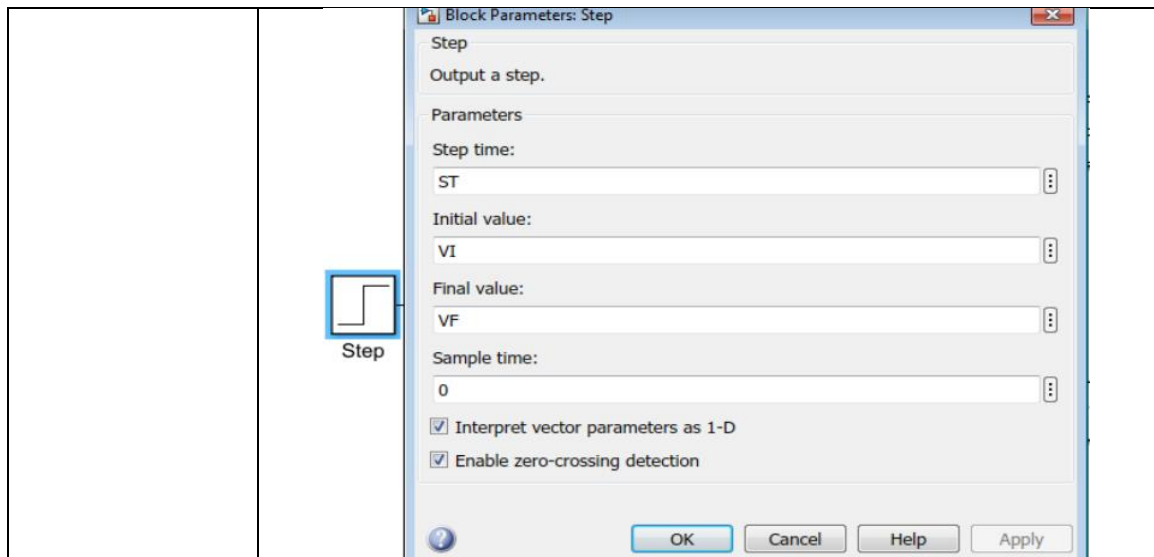 Block Parameters: Step
Step
Output a step.
Parameters
Step time:
ST
Initial value:
VI
Final value:
VF
Step
Sample time:
0
Interpret vector parameters as 1-D
Enable zero-crossing detection
OK Cancel Help Apply